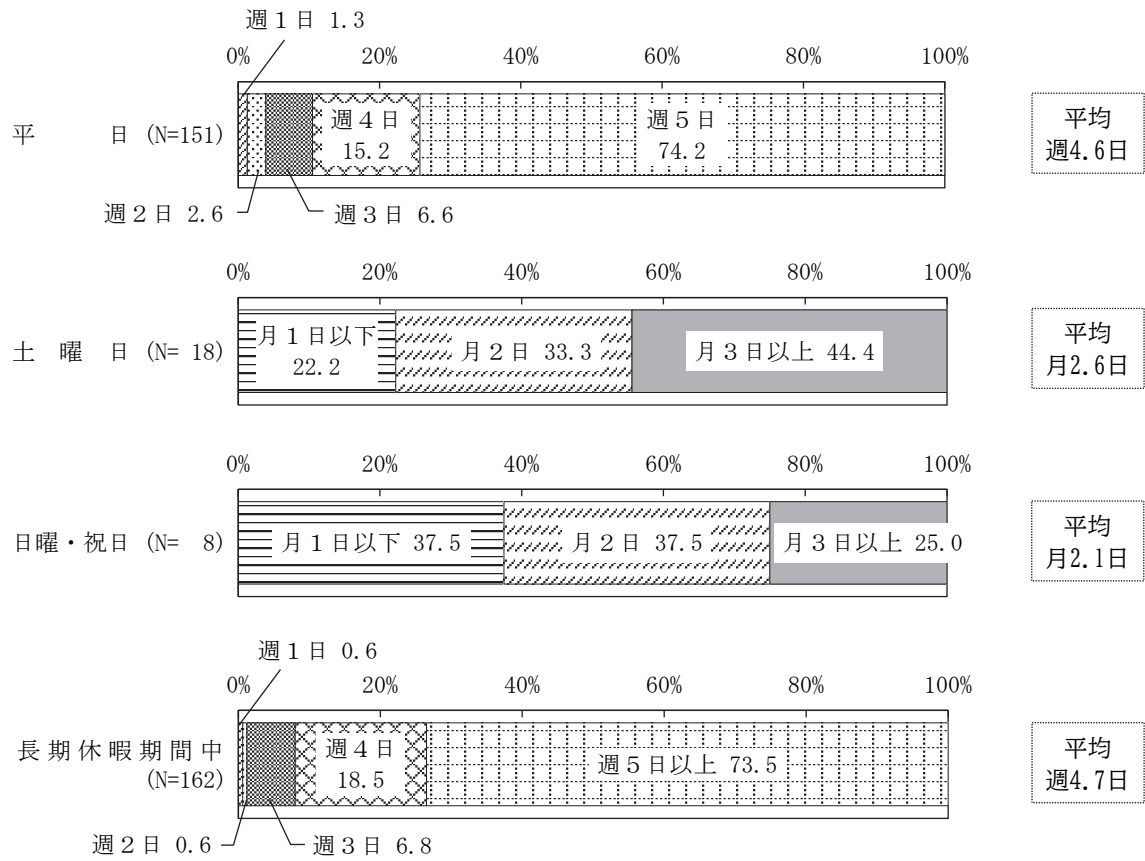 週１日 1.3
0% 20% 40% 60% 80% 100%
平　　日 (N=151)
週４日
15.2
週５日
74.2
平均
週4.6日
週２日 2.6
週３日 6.6
0% 20% 40% 60% 80% 100%
土　曜　日 (N= 18)
月１日以下
22.2
月２日 33.3
月３日以上 44.4
平均
月2.6日
0% 20% 40% 60% 80% 100%
日曜・祝日 (N=  8)
月１日以下 37.5
月２日 37.5
月３日以上 25.0
平均
月2.1日
週１日 0.6
0% 20% 40% 60% 80% 100%
長期休暇期間中
(N=162)
週４日
18.5
週５日以上 73.5
平均
週4.7日
週２日 0.6
週３日 6.8